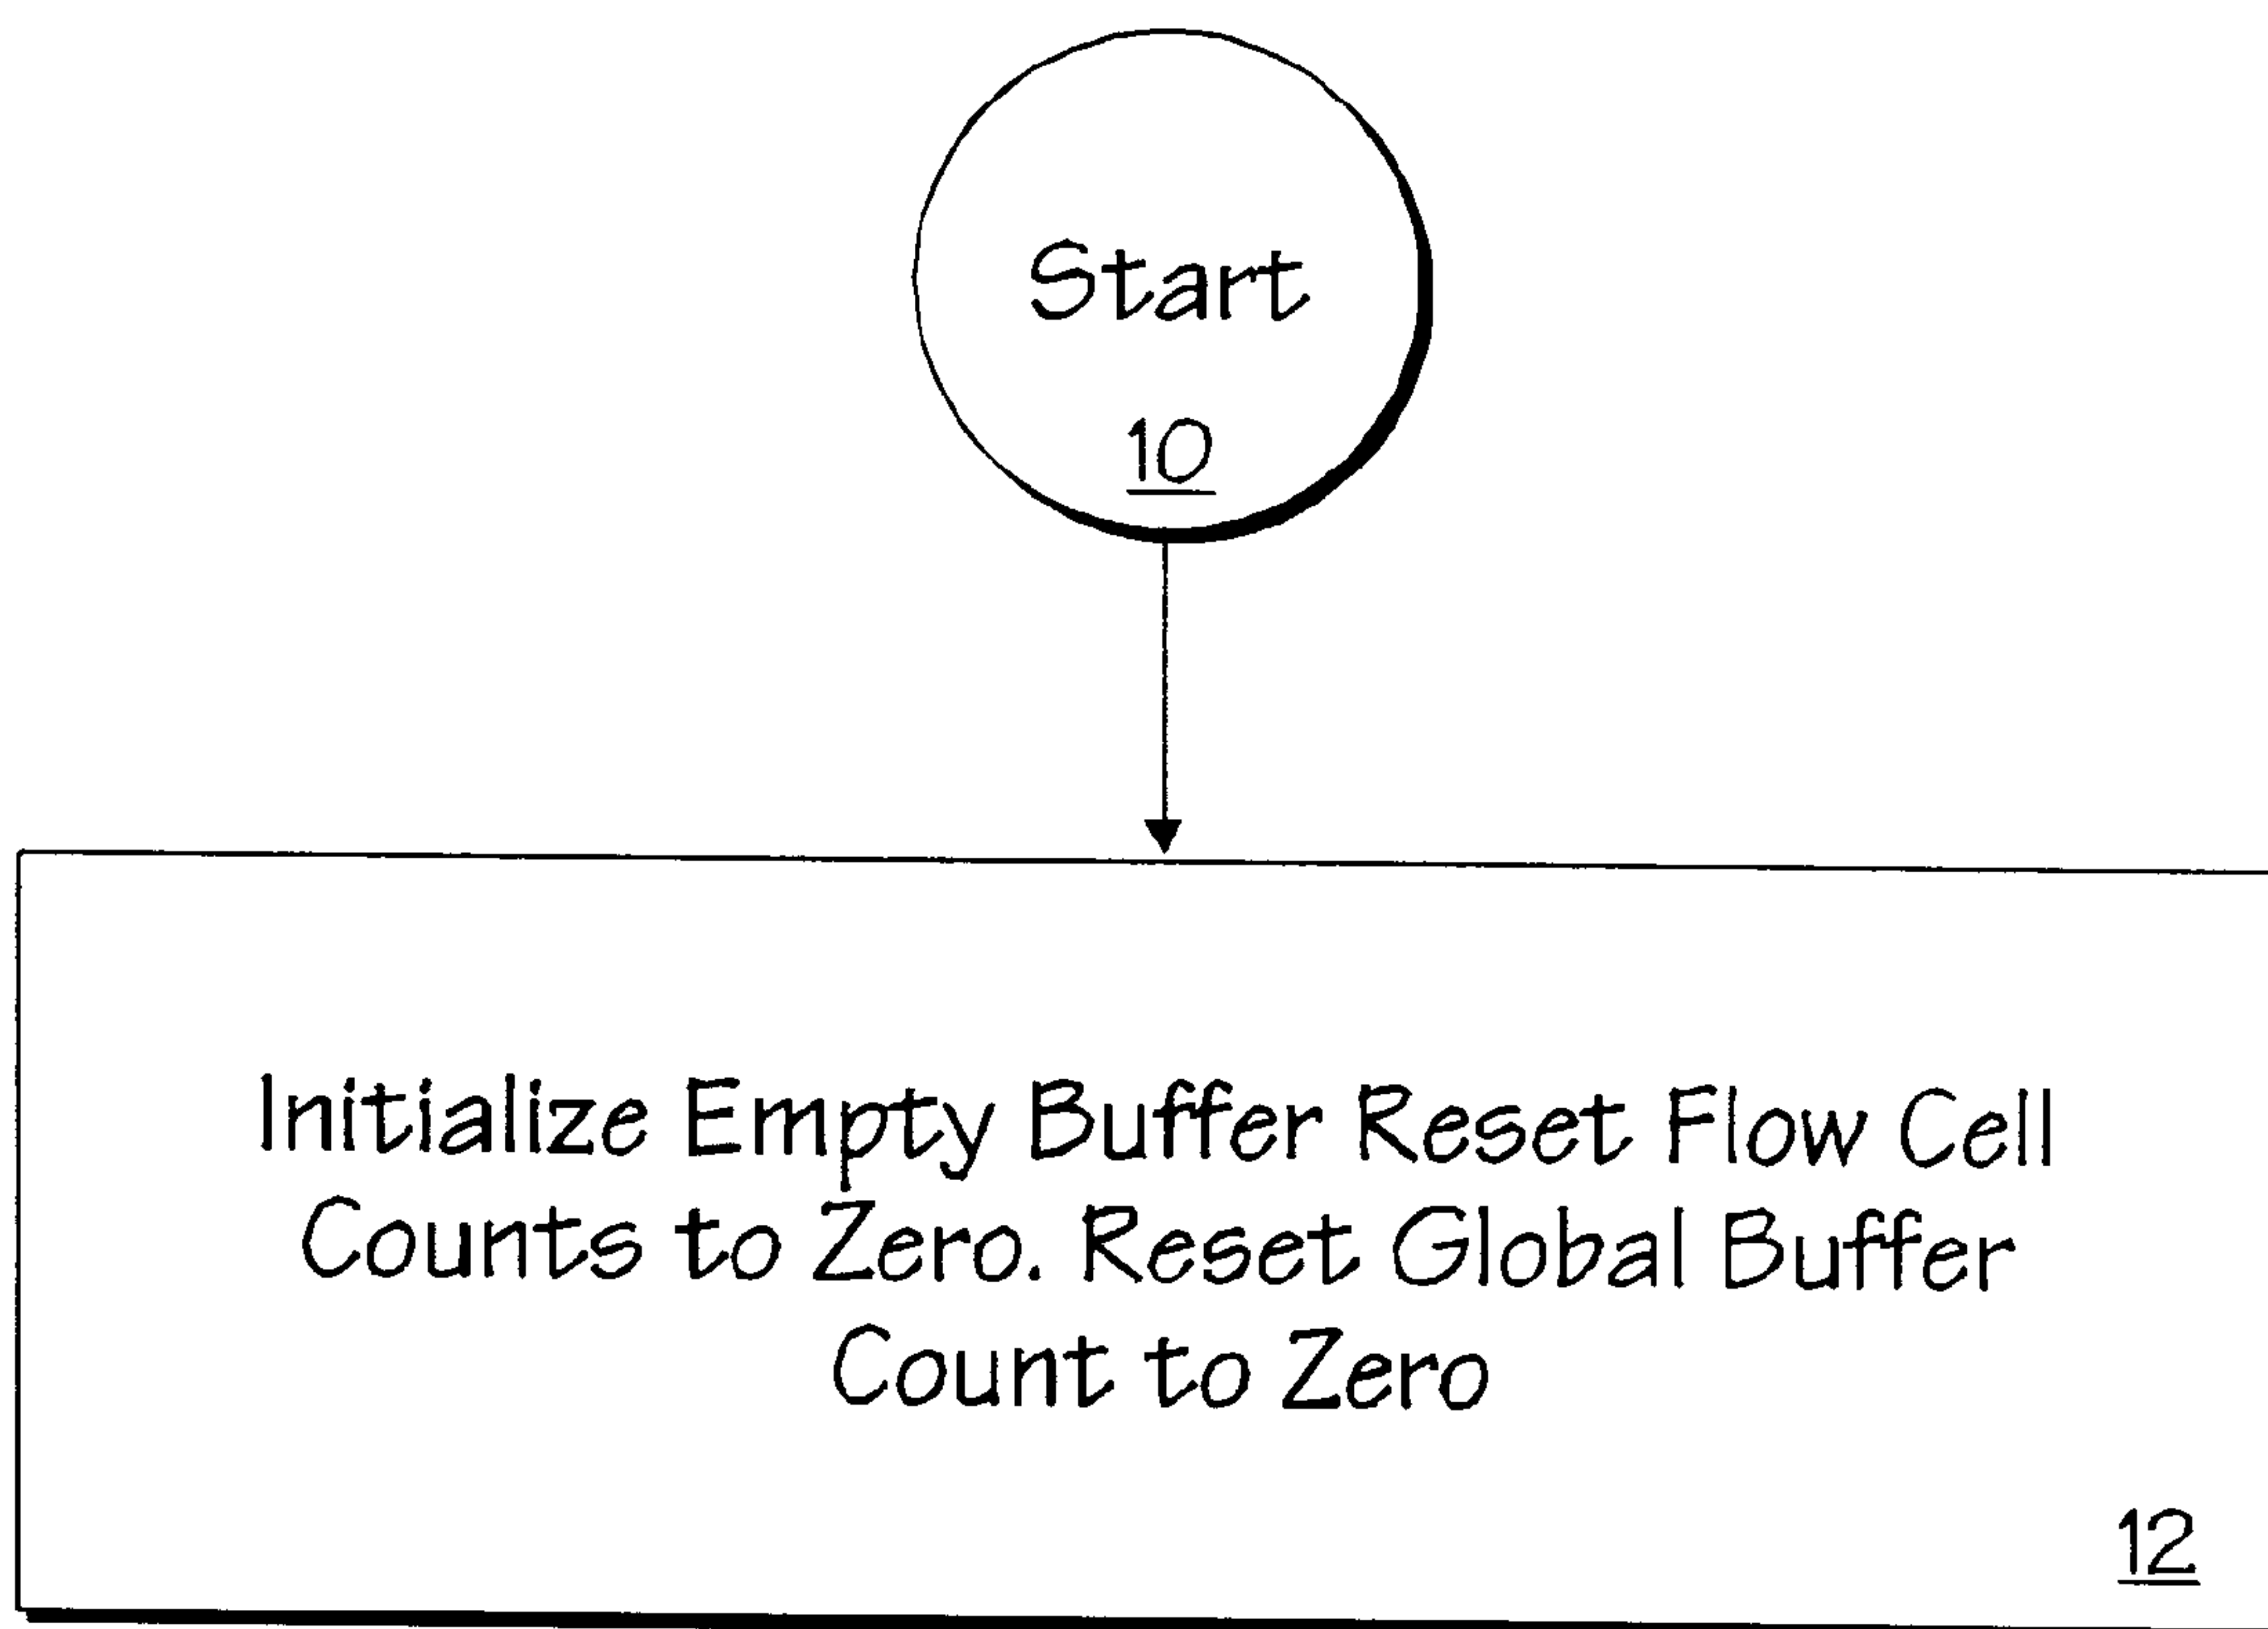 Start
10
Initialize Empty Buffer Reset Flow Cell
Counts to Zero. Reset Global Buffer
Count to Zero
12